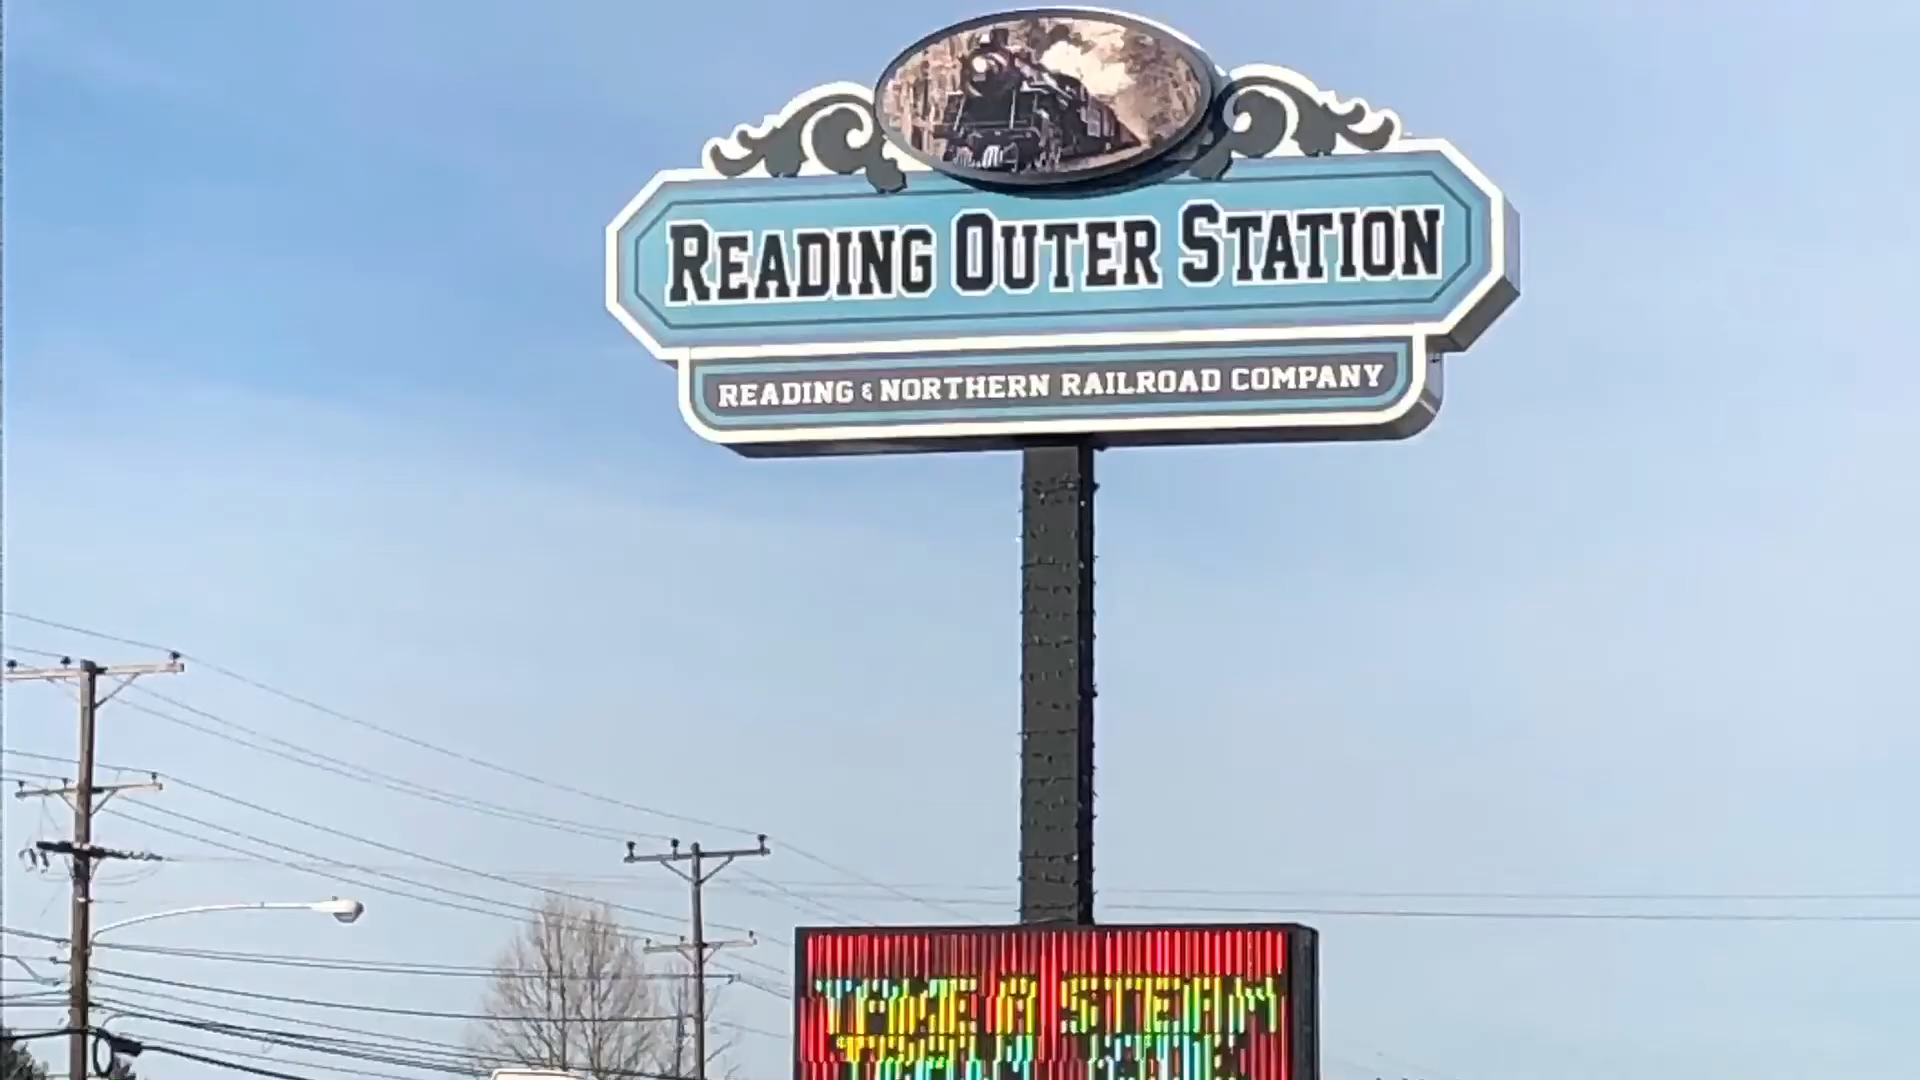 READING OUTER STATION
READING & NORTHERN RAILROAD COMPANY
TAKE A STEAM